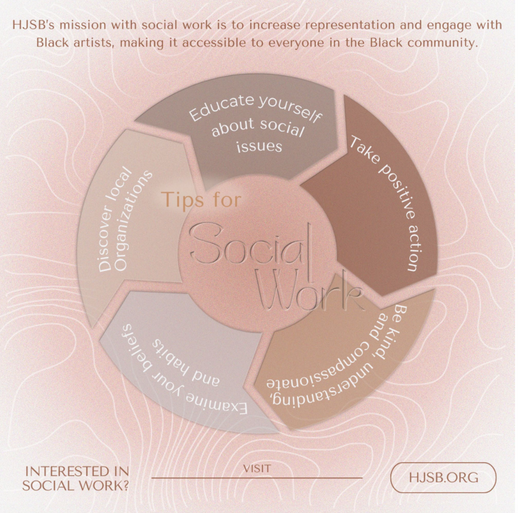 HJSB's mission with social work is to increase representation and engage with
Black artists, making it accessible to everyone in the Black community.
Educate yourself
about social
issues
Take positive action
Be kind, understanding,
and compassionate
Examine your beliefs
and habits
Discover local
Organizations
Tips for
Social
Work
INTERESTED IN
SOCIAL WORK?
VISIT
HJSB.ORG